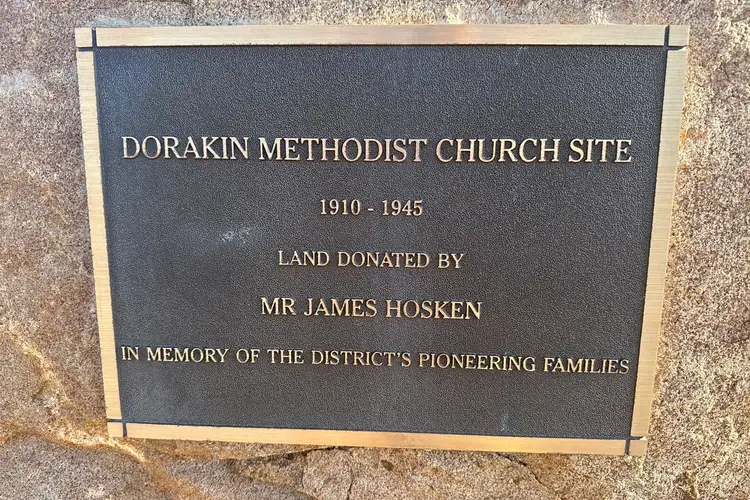 DORAKIN METHODIST CHURCH SITE
1910 - 1945
LAND DONATED BY
MR JAMES HOSKEN
IN MEMORY OF THE DISTRICT'S PIONEERING FAMILIES